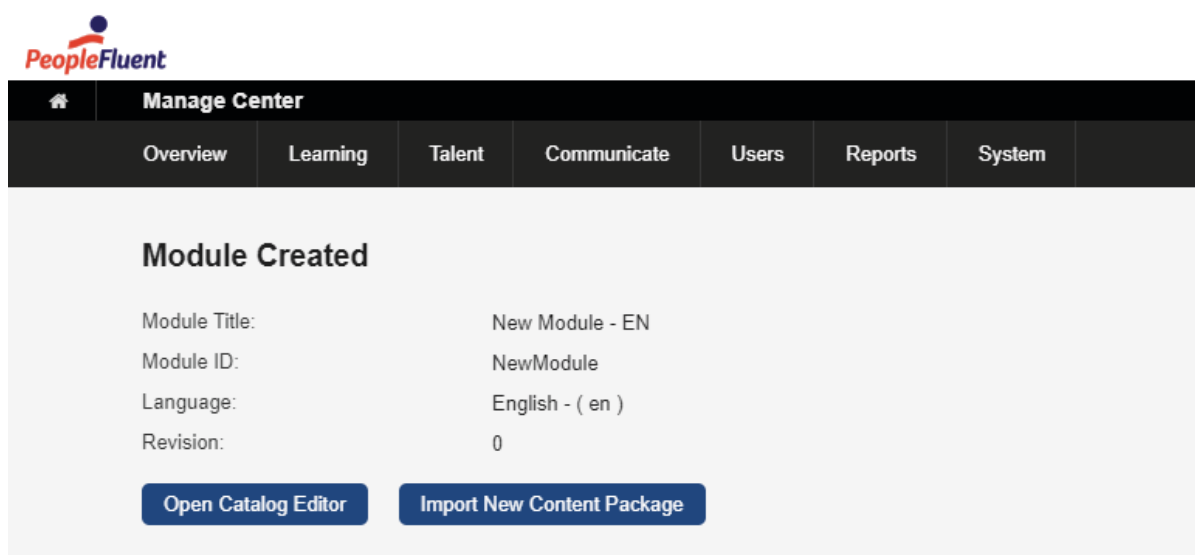 PeopleFluent
Manage Center
Overview Learning Talent Communicate Users Reports System
Module Created
Module Title: New Module - EN
Module ID: NewModule
Language: English - ( en )
Revision: 0
Open Catalog Editor Import New Content Package